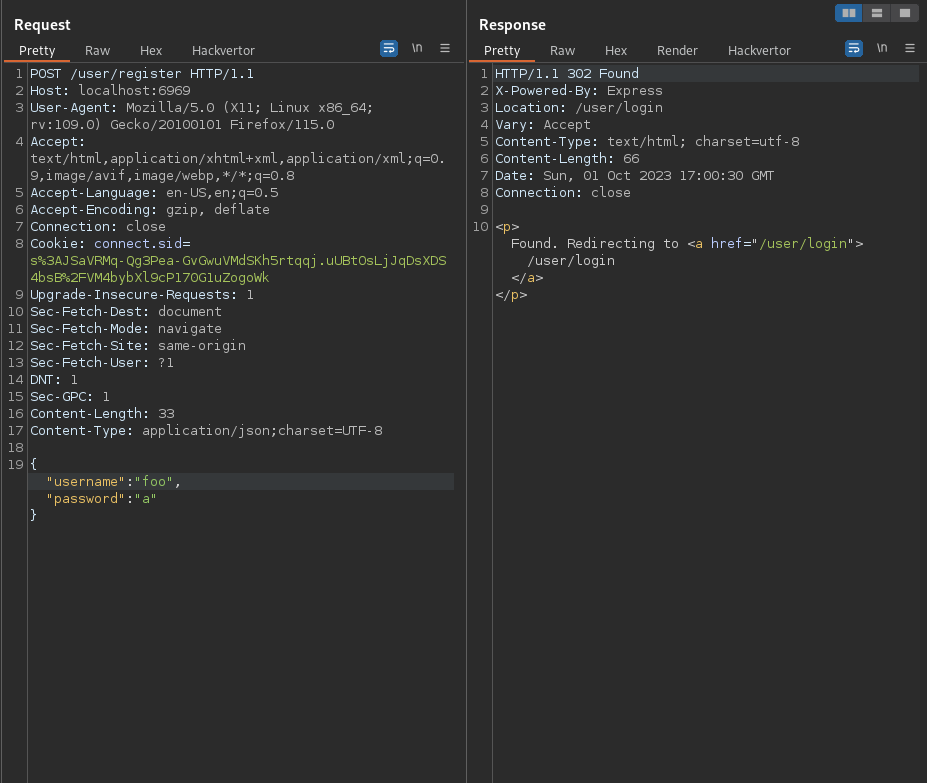 Request
Pretty Raw Hex Hackvertor \n
1 POST /user/register HTTP/1.1
2 Host: localhost:6969
3 User-Agent: Mozilla/5.0 (X11; Linux x86_64;
rv:109.0) Gecko/20100101 Firefox/115.0
4 Accept:
text/html,application/xhtml+xml,application/xml;q=0.
9,image/avif,image/webp,*/*;q=0.8
5 Accept-Language: en-US,en;q=0.5
6 Accept-Encoding: gzip, deflate
7 Connection: close
8 Cookie: connect.sid=
s%3AJSaVRMq-Qg3Pea-GvGwuVMdSKh5rtqqj.uUBtOsLjJqDsXDS
4bsB%2FVM4bybXl9cP170G1uZogoWk
9 Upgrade-Insecure-Requests: 1
10 Sec-Fetch-Dest: document
11 Sec-Fetch-Mode: navigate
12 Sec-Fetch-Site: same-origin
13 Sec-Fetch-User: ?1
14 DNT: 1
15 Sec-GPC: 1
16 Content-Length: 33
17 Content-Type: application/json;charset=UTF-8
18
19 {
"username":"foo",
"password":"a"
}
Response
Pretty Raw Hex Render Hackvertor \n
1 HTTP/1.1 302 Found
2 X-Powered-By: Express
3 Location: /user/login
4 Vary: Accept
5 Content-Type: text/html; charset=utf-8
6 Content-Length: 66
7 Date: Sun, 01 Oct 2023 17:00:30 GMT
8 Connection: close
9
10 <p>
Found. Redirecting to <a href="/user/login">
/user/login
</a>
</p>